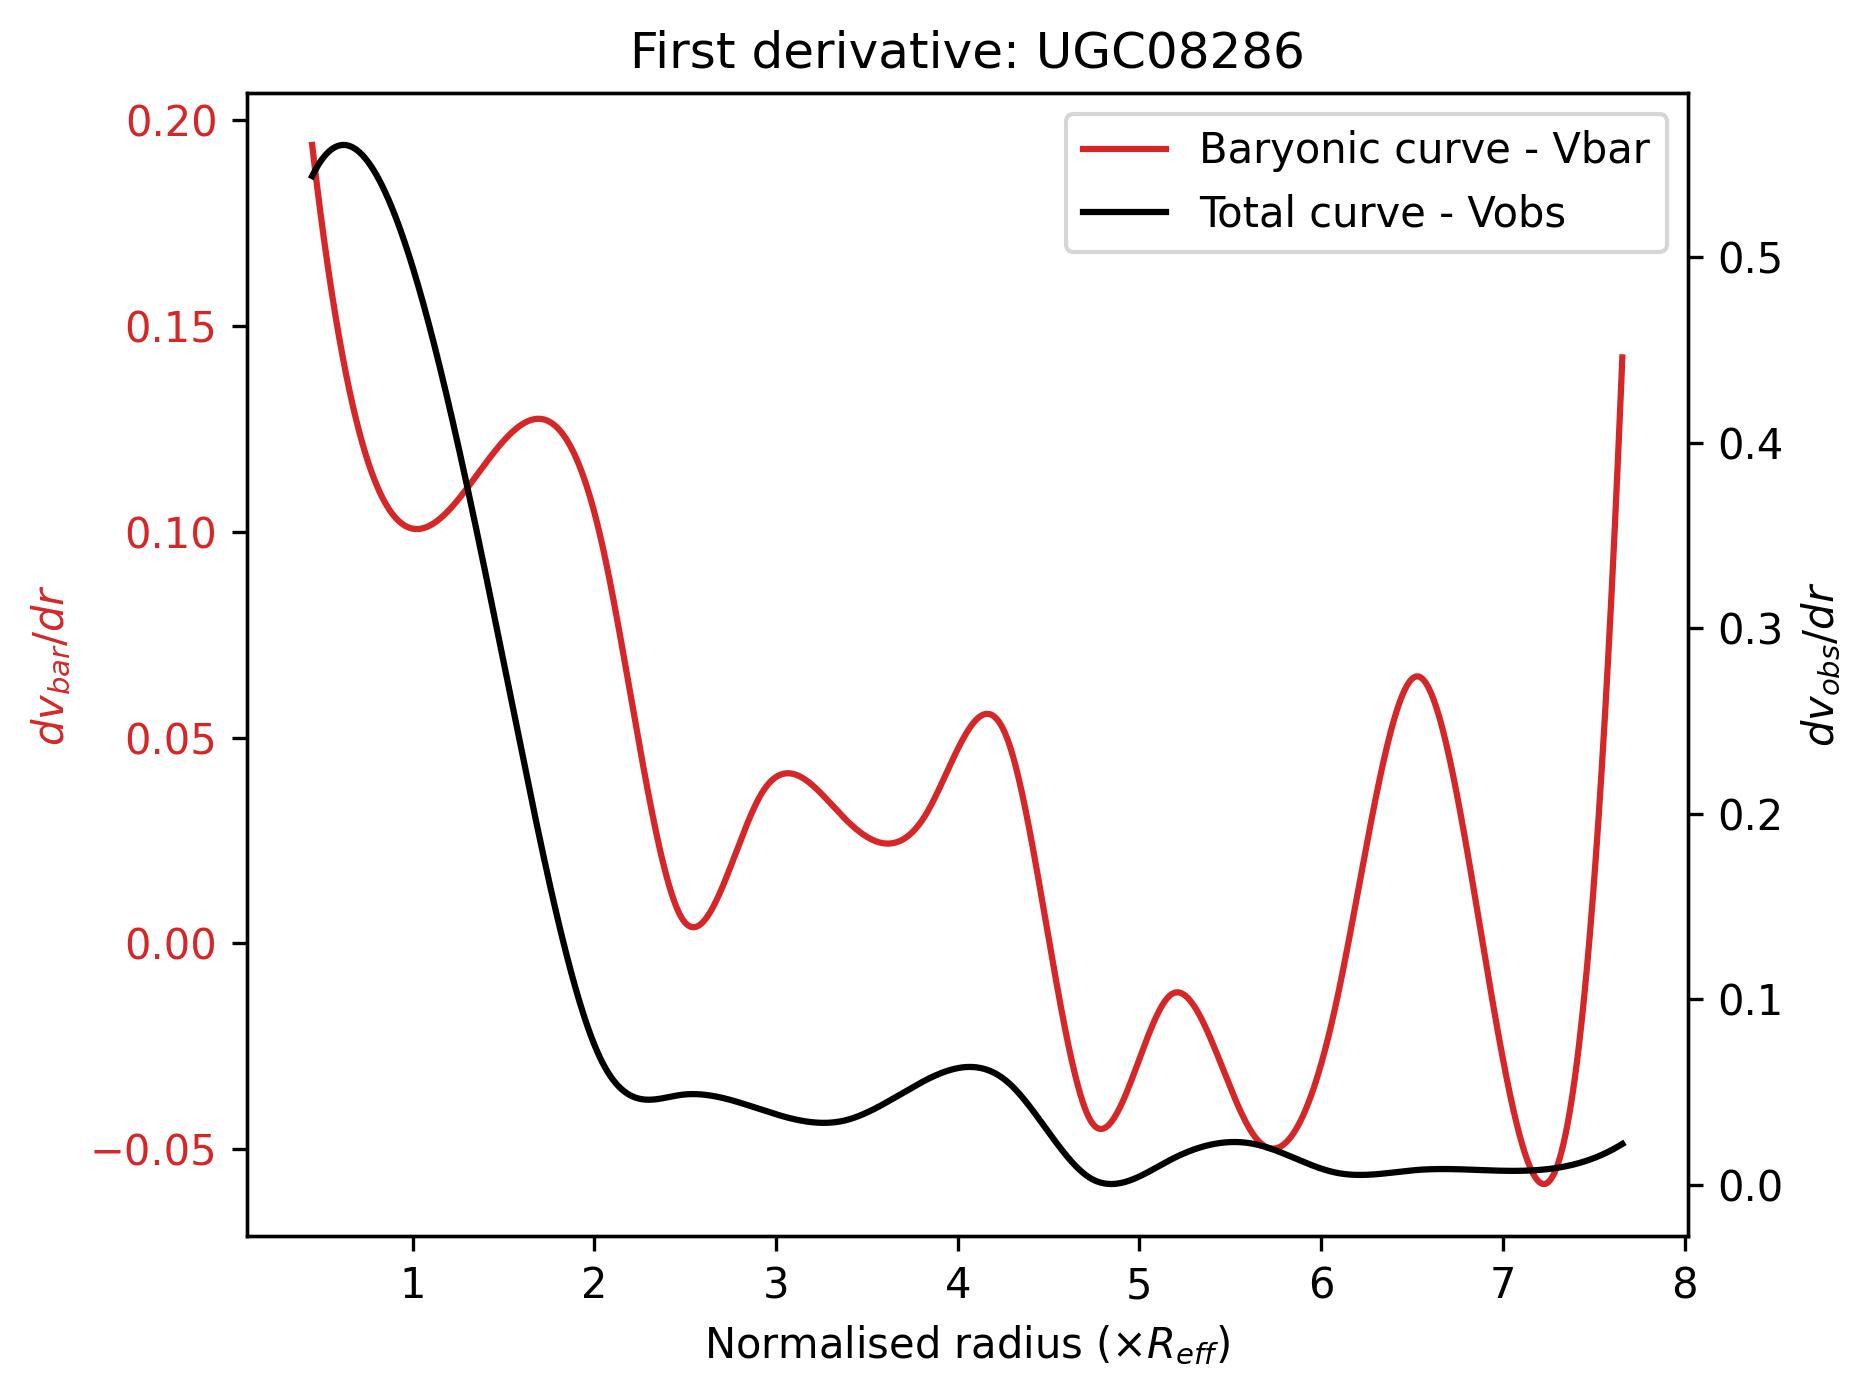 First derivative: UGC08286
Baryonic curve - Vbar
Total curve - Vobs
0.20
0.15
0.10
0.05
0.00
−0.05
dv_bar/dr
0.5
0.4
0.3
0.2
0.1
0.0
dv_obs/dr
1 2 3 4 5 6 7 8
Normalised radius (×R_eff)